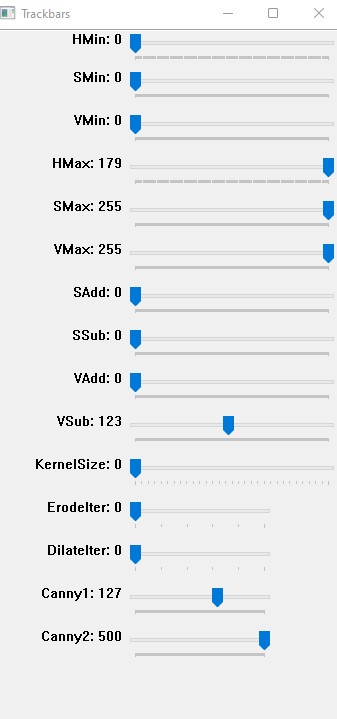 Trackbars
HMin: 0
SMin: 0
VMin: 0
HMax: 179
SMax: 255
VMax: 255
SAdd: 0
SSub: 0
VAdd: 0
VSub: 123
KernelSize: 0
ErodeIter: 0
DilateIter: 0
Canny1: 127
Canny2: 500